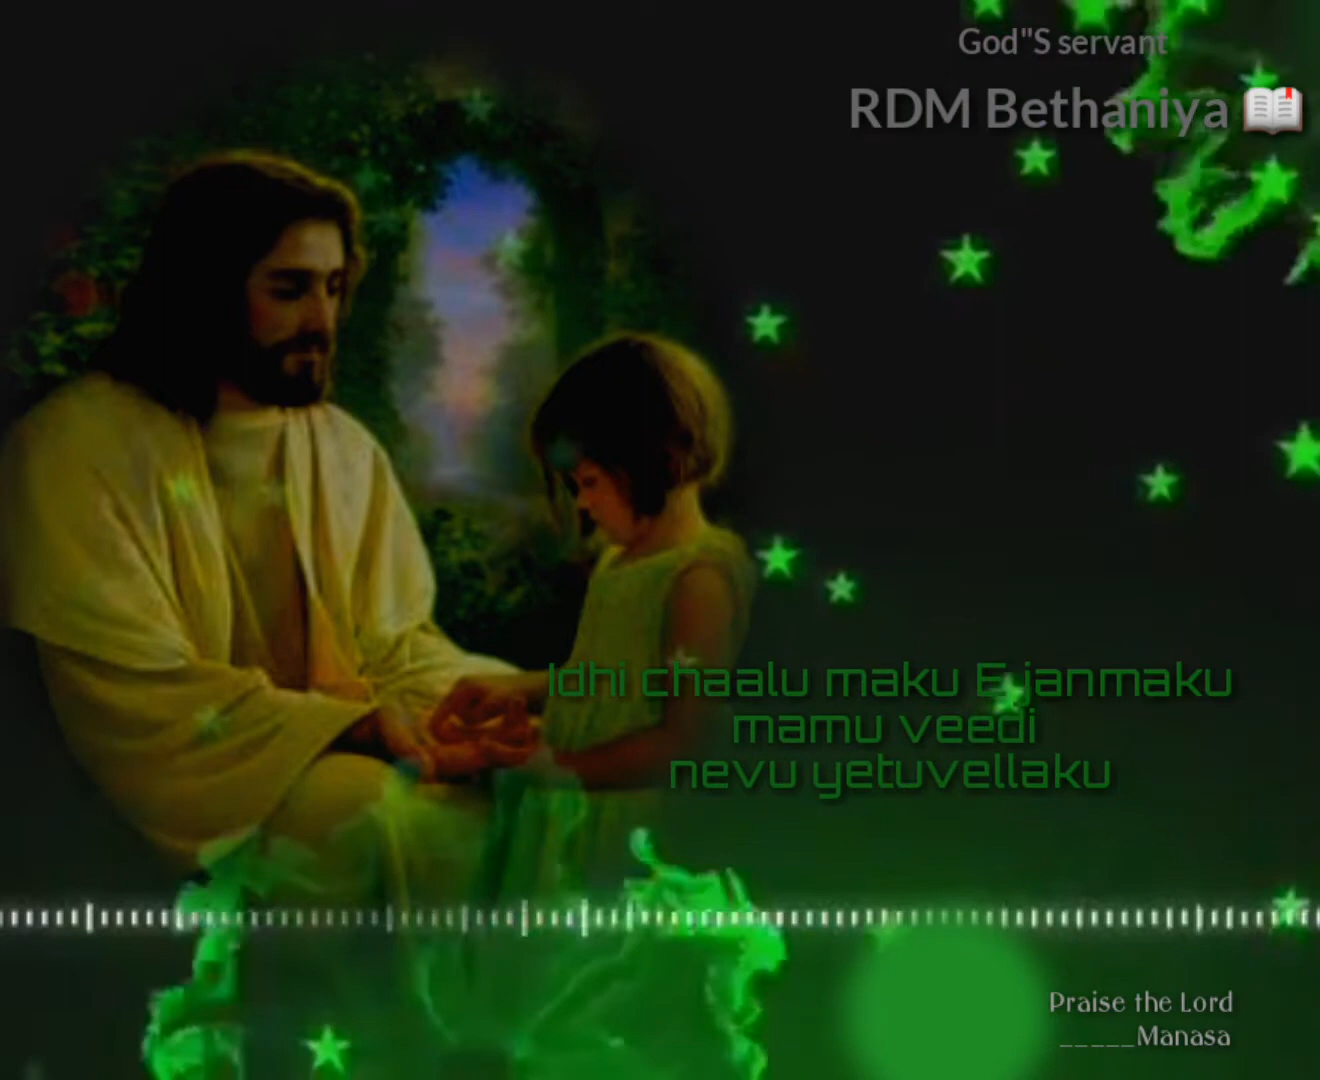 God"S servant
RDM Bethaniya
Idhi chaalu maku E janmaku
mamu veedi
nevu yetuvellaku
Praise the Lord
_____Manasa